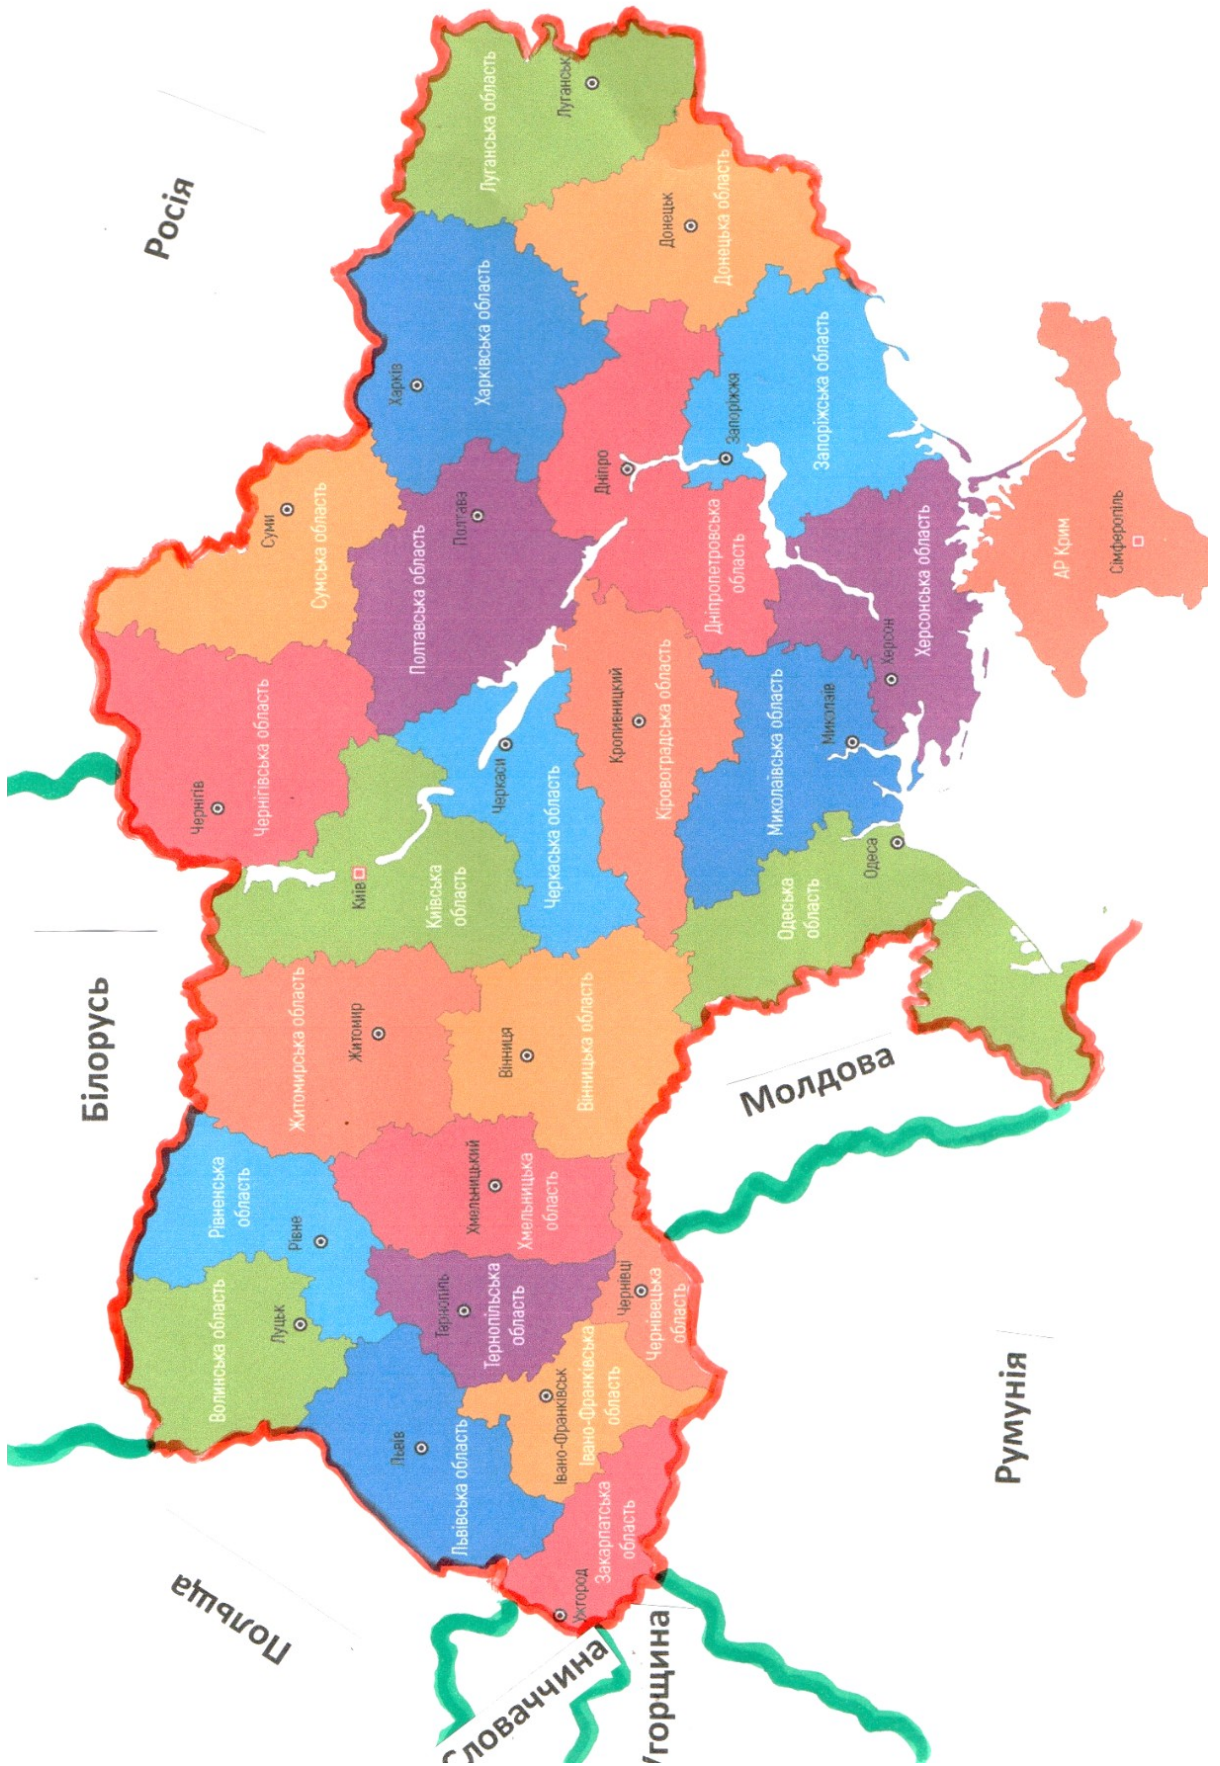 Росія
Білорусь
Польща
Словаччина
Угорщина
Румунія
Молдова
Волинська область
Луцьк
Рівненська
область
Рівне
Житомирська область
Житомир
Київ
Київська
область
Чернігів
Чернігівська область
Суми
Сумська область
Львів
Львівська область
Тернопіль
Тернопільська
область
Хмельницький
Хмельницька
область
Вінниця
Вінницька область
Черкаси
Черкаська область
Полтава
Полтавська область
Харків
Харківська область
Луганська область
Луганськ
Ужгород
Закарпатська
область
Івано-Франківськ
Івано-Франківська
область
Чернівці
Чернівецька
область
Кропивницький
Кіровоградська область
Дніпро
Дніпропетровська
область
Донецьк
Донецька область
Запоріжжя
Запорізька область
Одеська
область
Одеса
Миколаївська область
Миколаїв
Херсон
Херсонська область
АР Крим
Сімферопіль